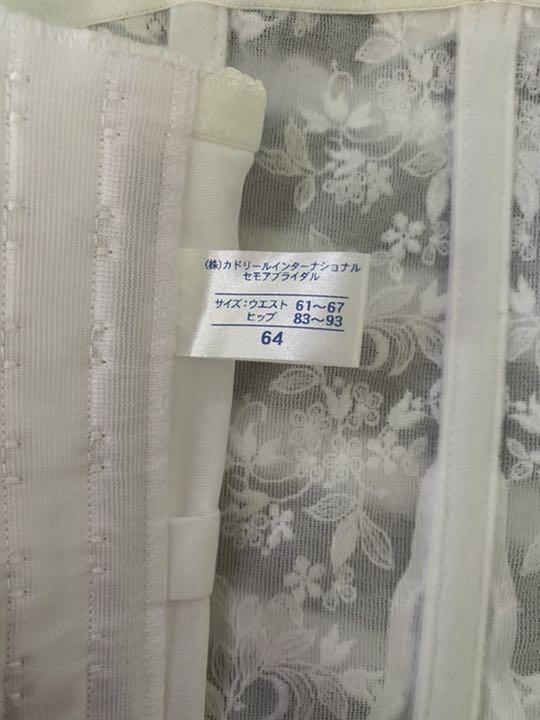 (株)カドリールインターナショナル
セモアブライダル
サイズ:ウエスト 61〜67
ヒップ 83〜93
64